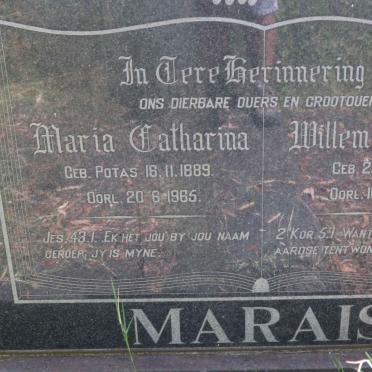 In Tere Herinnering
ONS DIERBARE OUERS EN GROOTOUE
Maria Catharina
GEB. POTAS 16.11.1889.
OORL. 20-6-1965.
JES. 43.1. EK HET JOU BY JOU NAAM
GEROEP, JY IS MYNE.
Willem
GEB. 2
OORL. 1
2 KOR 5.1. WANT
AARDSE TENTWON
MARAIS